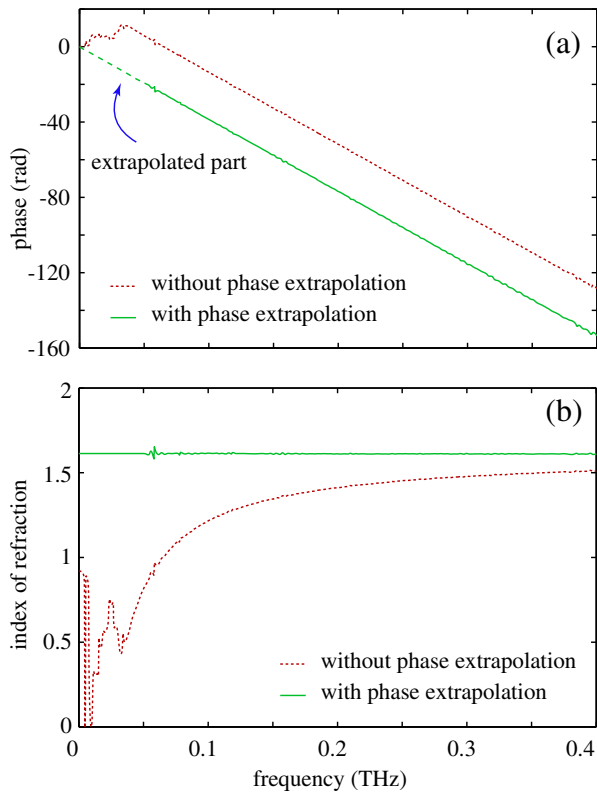 (a)
0
-40
-80
-120
-160
phase (rad)
extrapolated part
without phase extrapolation
with phase extrapolation
(b)
2
1.5
1
0.5
0
index of refraction
without phase extrapolation
with phase extrapolation
0 0.1 0.2 0.3 0.4
frequency (THz)